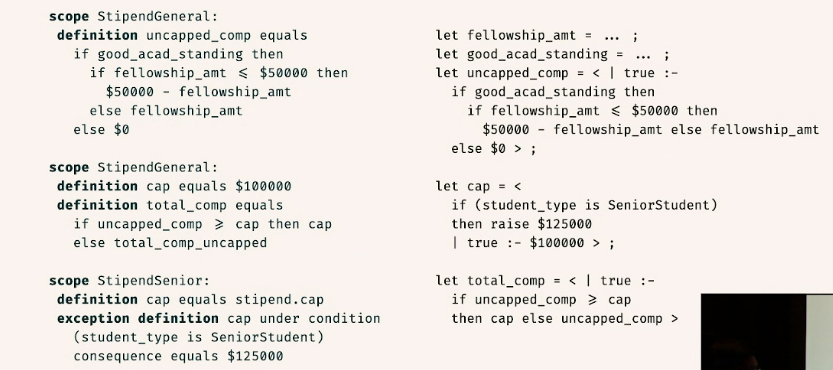 scope StipendGeneral:
definition uncapped_comp equals
if good_acad_standing then
if fellowship_amt ⩽ $50000 then
$50000 - fellowship_amt
else fellowship_amt
else $0
scope StipendGeneral:
definition cap equals $100000
definition total_comp equals
if uncapped_comp ⩾ cap then cap
else total_comp_uncapped
scope StipendSenior:
definition cap equals stipend.cap
exception definition cap under condition
(student_type is SeniorStudent)
consequence equals $125000
let fellowship_amt = ... ;
let good_acad_standing = ... ;
let uncapped_comp = < | true :-
if good_acad_standing then
if fellowship_amt ⩽ $50000 then
$50000 - fellowship_amt else fellowship_amt
else $0 > ;
let cap = <
if (student_type is SeniorStudent)
then raise $125000
| true :- $100000 > ;
let total_comp = < | true :-
if uncapped_comp ⩾ cap
then cap else uncapped_comp >